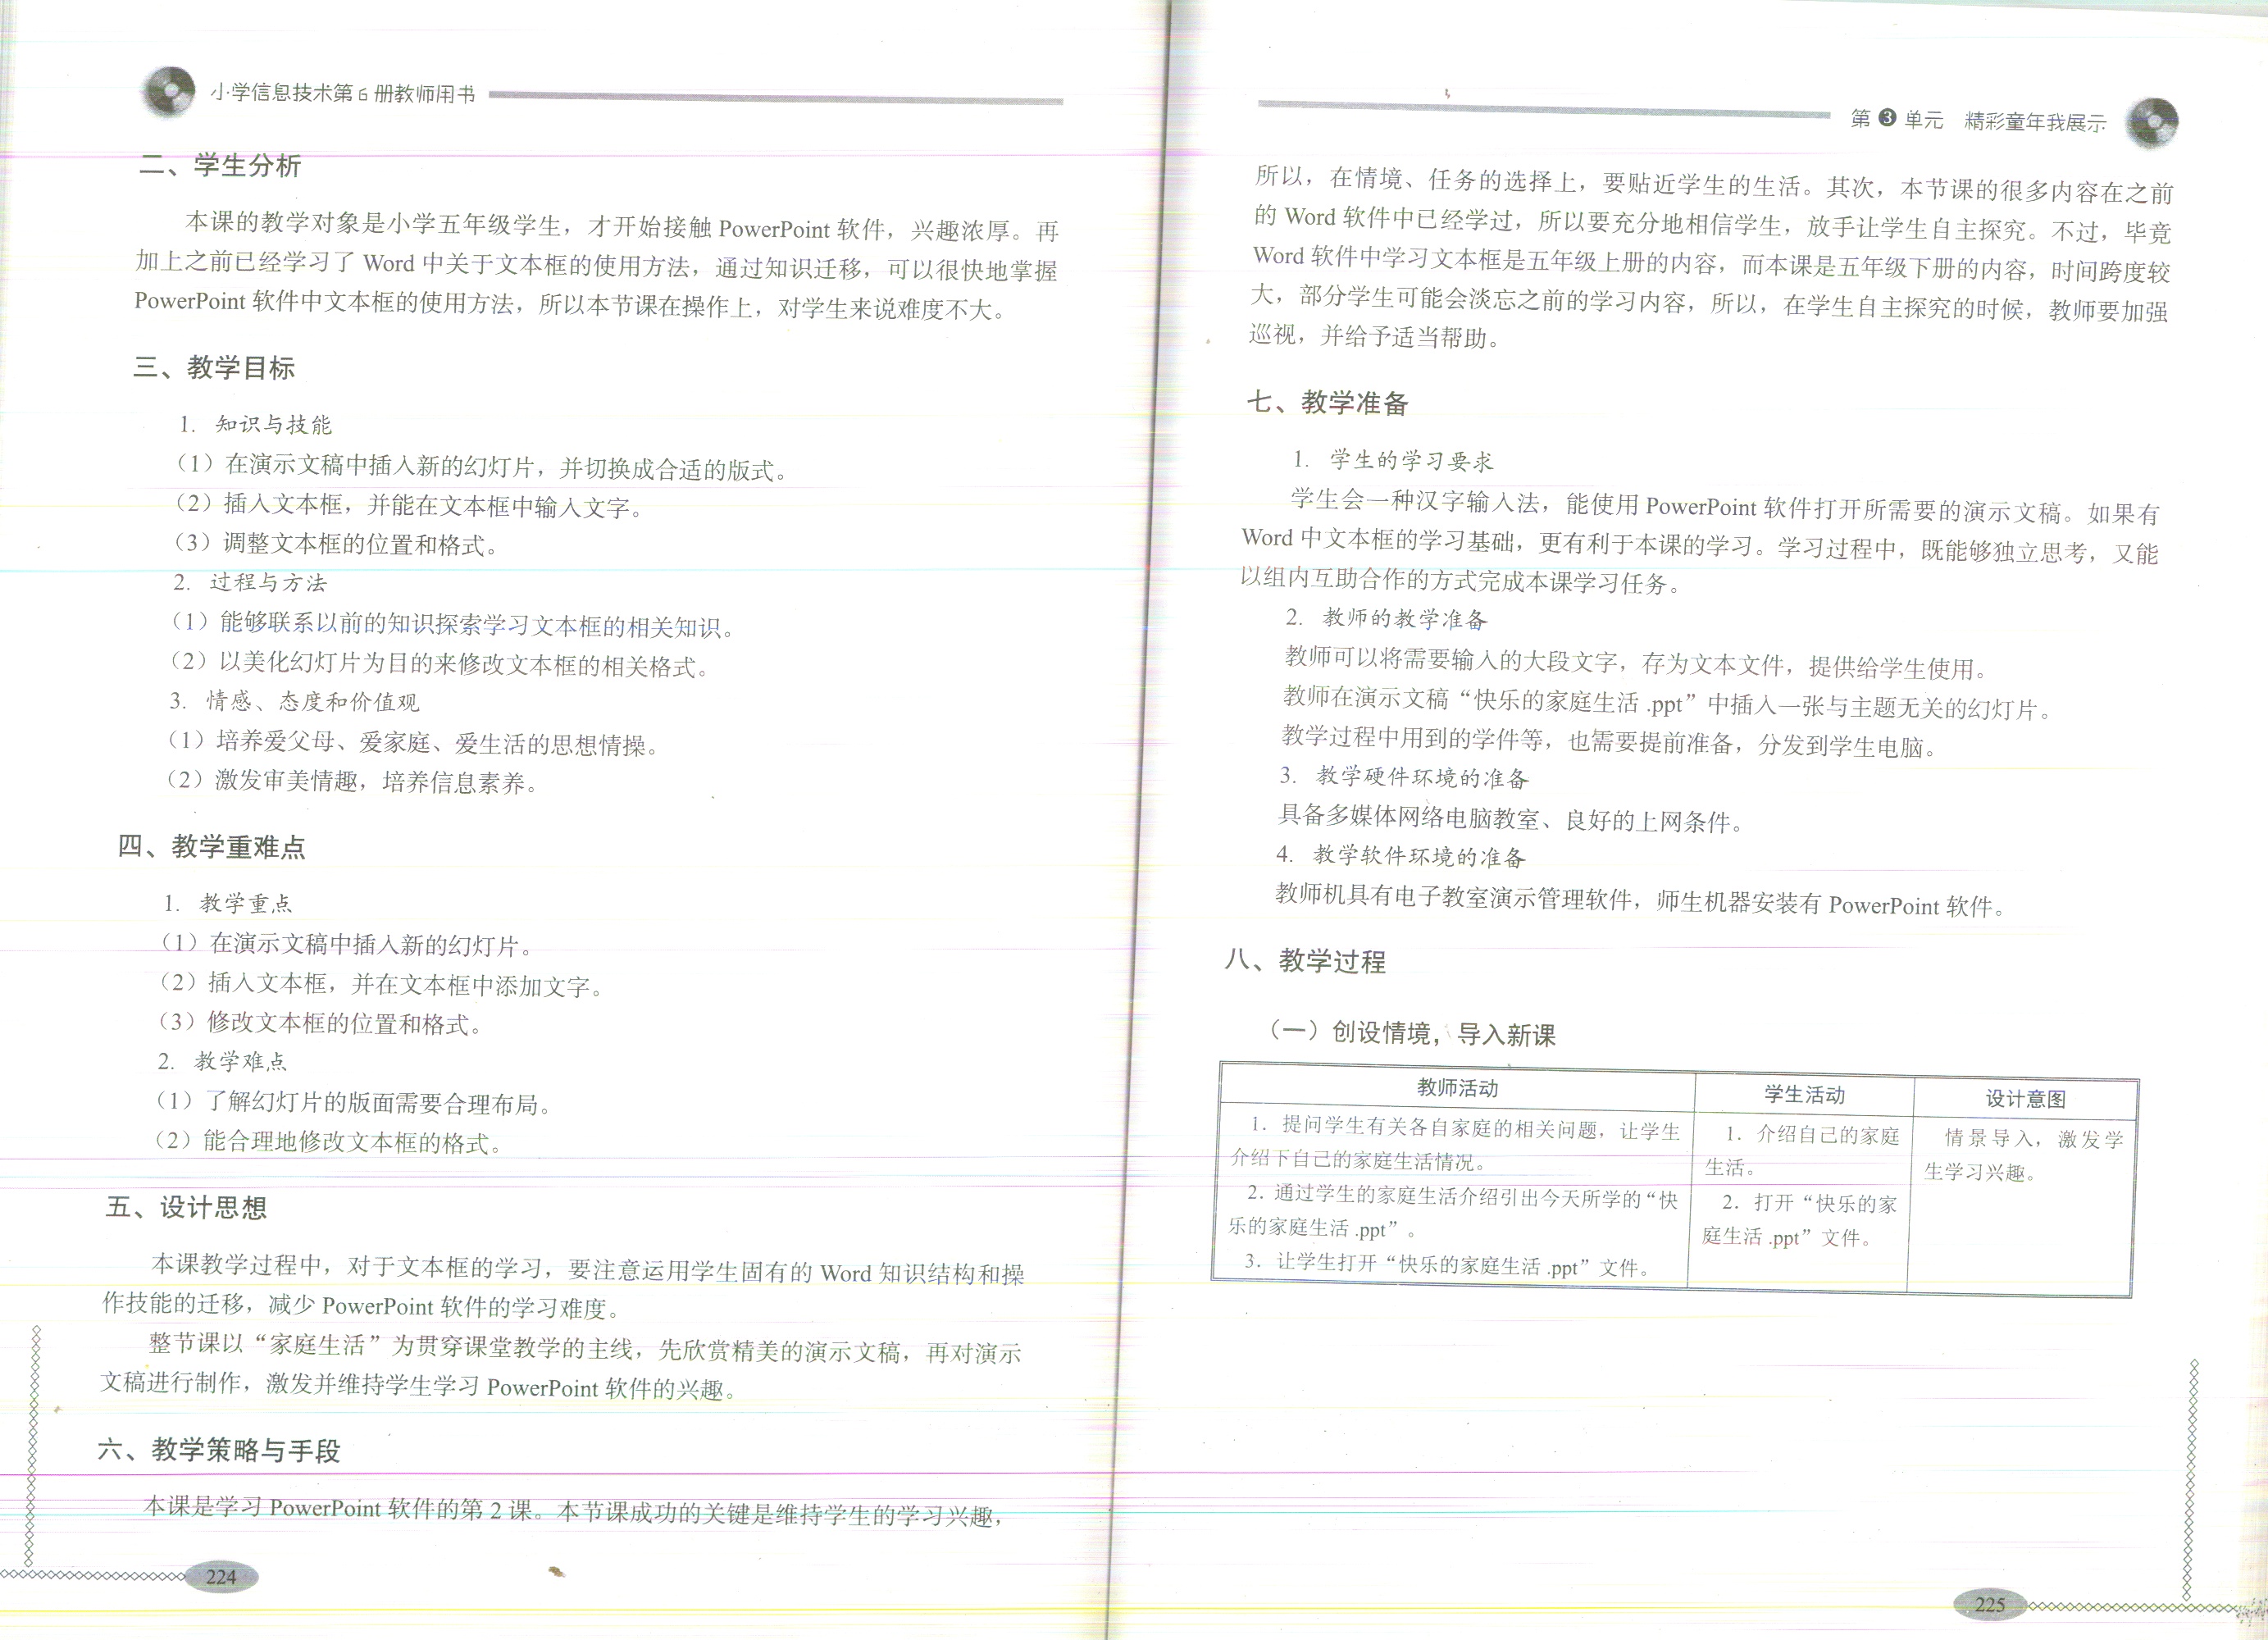 小学信息技术第6册教师用书
二、学生分析
本课的教学对象是小学五年级学生，才开始接触 PowerPoint 软件，兴趣浓厚。再
加上之前已经学习了 Word 中关于文本框的使用方法，通过知识迁移，可以很快地掌握
PowerPoint 软件中文本框的使用方法，所以本节课在操作上，对学生来说难度不大。
三、教学目标
1. 知识与技能
（1）在演示文稿中插入新的幻灯片，并切换成合适的版式。
（2）插入文本框，并能在文本框中输入文字。
（3）调整文本框的位置和格式。
2. 过程与方法
（1）能够联系以前的知识探索学习文本框的相关知识。
（2）以美化幻灯片为目的来修改文本框的相关格式。
3. 情感、态度和价值观
（1）培养爱父母、爱家庭、爱生活的思想情操。
（2）激发审美情趣，培养信息素养。
四、教学重难点
1. 教学重点
（1）在演示文稿中插入新的幻灯片。
（2）插入文本框，并在文本框中添加文字。
（3）修改文本框的位置和格式。
2. 教学难点
（1）了解幻灯片的版面需要合理布局。
（2）能合理地修改文本框的格式。
五、设计思想
本课教学过程中，对于文本框的学习，要注意运用学生固有的 Word 知识结构和操
作技能的迁移，减少 PowerPoint 软件的学习难度。
整节课以“家庭生活”为贯穿课堂教学的主线，先欣赏精美的演示文稿，再对演示
文稿进行制作，激发并维持学生学习 PowerPoint 软件的兴趣。
六、教学策略与手段
本课是学习 PowerPoint 软件的第 2 课。本节课成功的关键是维持学生的学习兴趣，
224
第3单元 精彩童年我展示
所以，在情境、任务的选择上，要贴近学生的生活。其次，本节课的很多内容在之前
的 Word 软件中已经学过，所以要充分地相信学生，放手让学生自主探究。不过，毕竟
Word 软件中学习文本框是五年级上册的内容，而本课是五年级下册的内容，时间跨度较
大，部分学生可能会淡忘之前的学习内容，所以，在学生自主探究的时候，教师要加强
巡视，并给予适当帮助。
七、教学准备
1. 学生的学习要求
学生会一种汉字输入法，能使用 PowerPoint 软件打开所需要的演示文稿。如果有
Word 中文本框的学习基础，更有利于本课的学习。学习过程中，既能够独立思考，又能
以组内互助合作的方式完成本课学习任务。
2. 教师的教学准备
教师可以将需要输入的大段文字，存为文本文件，提供给学生使用。
教师在演示文稿“快乐的家庭生活 .ppt”中插入一张与主题无关的幻灯片。
教学过程中用到的学件等，也需要提前准备，分发到学生电脑。
3. 教学硬件环境的准备
具备多媒体网络电脑教室、良好的上网条件。
4. 教学软件环境的准备
教师机具有电子教室演示管理软件，师生机器安装有 PowerPoint 软件。
八、教学过程
（一）创设情境，导入新课
教师活动 学生活动 设计意图
1. 提问学生有关各自家庭的相关问题，让学生
介绍下自己的家庭生活情况。
2. 通过学生的家庭生活介绍引出今天所学的“快
乐的家庭生活 .ppt”。
3. 让学生打开“快乐的家庭生活 .ppt”文件。
1. 介绍自己的家庭
生活。
2. 打开“快乐的家
庭生活 .ppt”文件。
情景导入，激发学
生学习兴趣。
225